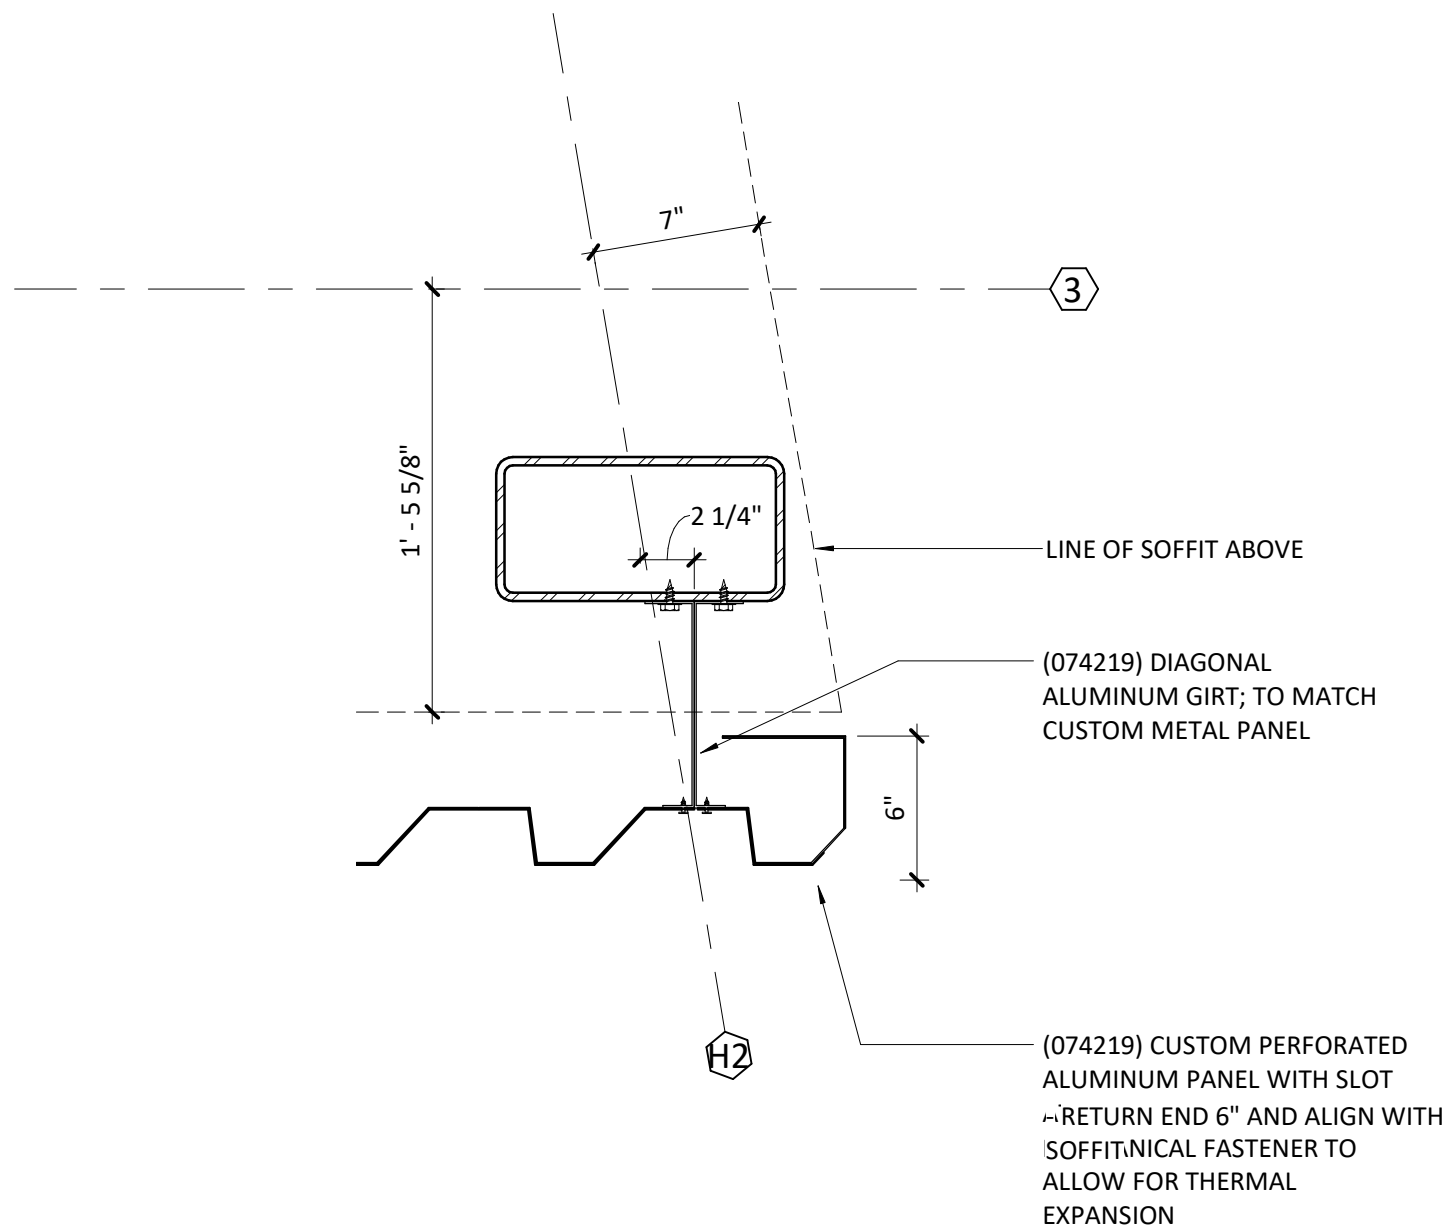 7"
3
1' - 5 5/8"
2 1/4"
LINE OF SOFFIT ABOVE
(074219) DIAGONAL
ALUMINUM GIRT; TO MATCH
CUSTOM METAL PANEL
6"
H2
(074219) CUSTOM PERFORATED
ALUMINUM PANEL WITH SLOT
RETURN END 6" AND ALIGN WITH
SOFFIT FASTENER TO
ALLOW FOR THERMAL
EXPANSION